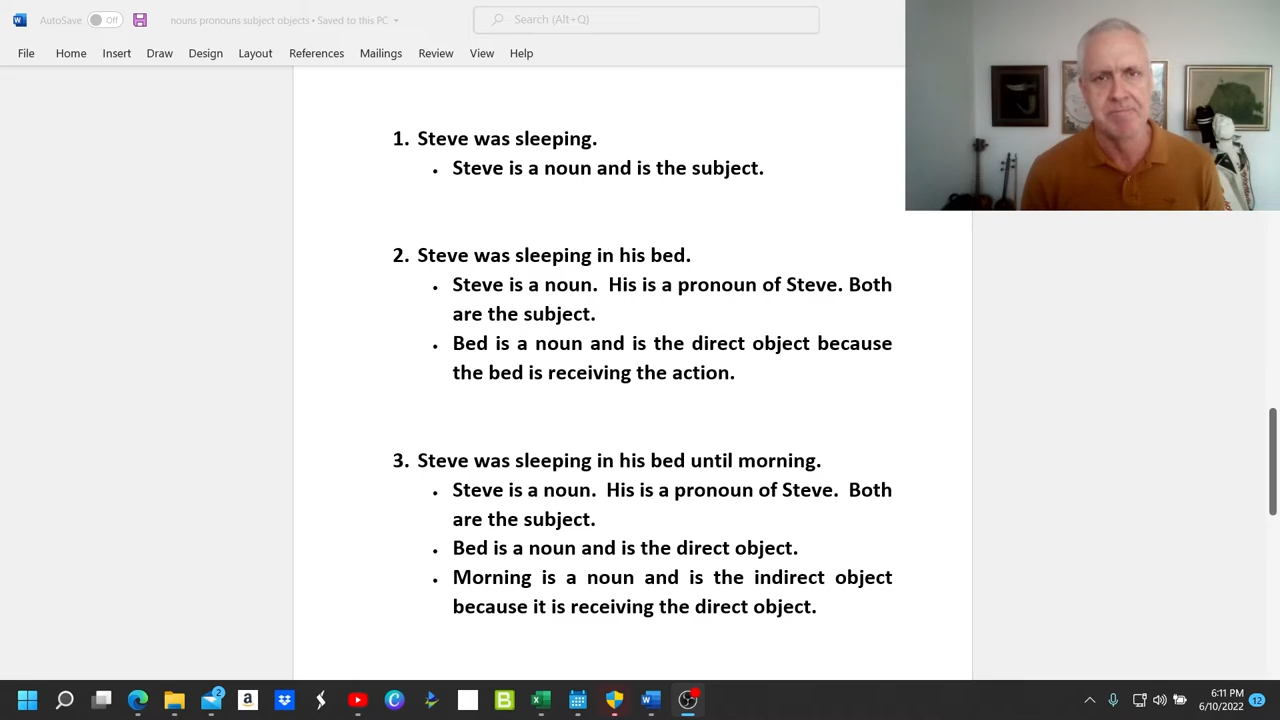 AutoSave Off nouns pronouns subject objects • Saved to this PC Search (Alt+Q)
File Home Insert Draw Design Layout References Mailings Review View Help
1. Steve was sleeping.
• Steve is a noun and is the subject.
2. Steve was sleeping in his bed.
• Steve is a noun. His is a pronoun of Steve. Both
are the subject.
• Bed is a noun and is the direct object because
the bed is receiving the action.
3. Steve was sleeping in his bed until morning.
• Steve is a noun. His is a pronoun of Steve. Both
are the subject.
• Bed is a noun and is the direct object.
• Morning is a noun and is the indirect object
because it is receiving the direct object.
6:11 PM
6/10/2022
2
12